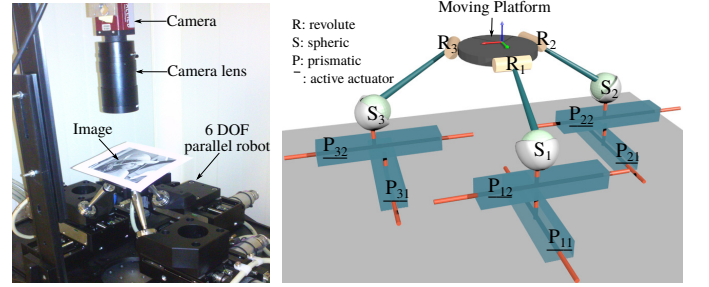 Camera
Camera lens
Image
6 DOF
parallel robot
R: revolute
S: spheric
P: prismatic
_: active actuator
Moving Platform
R3
R2
R1
S3
S2
S1
P32
P31
P12
P11
P22
P21